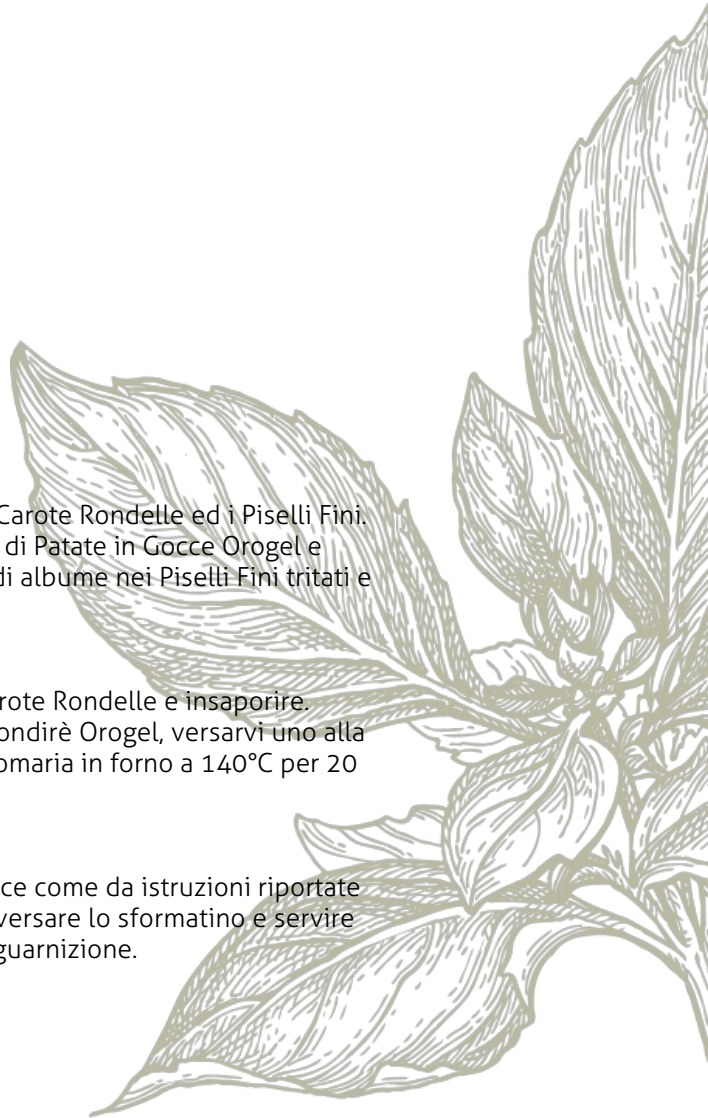 Carote Rondelle ed i Piselli Fini.
di Patate in Gocce Orogel e
di albume nei Piselli Fini tritati e
rote Rondelle e insaporire.
ondirè Orogel, versarvi uno alla
omaria in forno a 140°C per 20
ce come da istruzioni riportate
versare lo sformatino e servire
guarnizione.